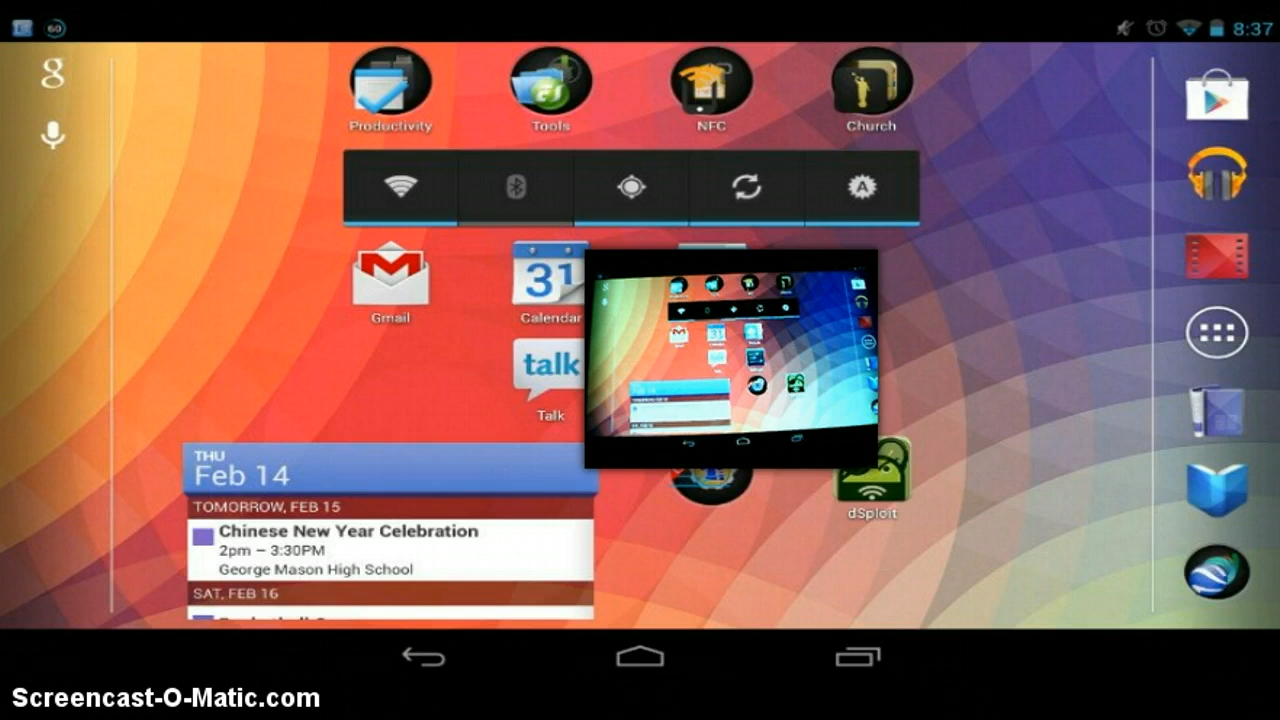 60
8:37
g
Productivity
Tools
NFC
Church
A
31
Gmail
Calendar
talk
Talk
THU
Feb 14
TOMORROW, FEB 15
Chinese New Year Celebration
2pm – 3:30PM
George Mason High School
SAT, FEB 16
dSploit
Screencast-O-Matic.com